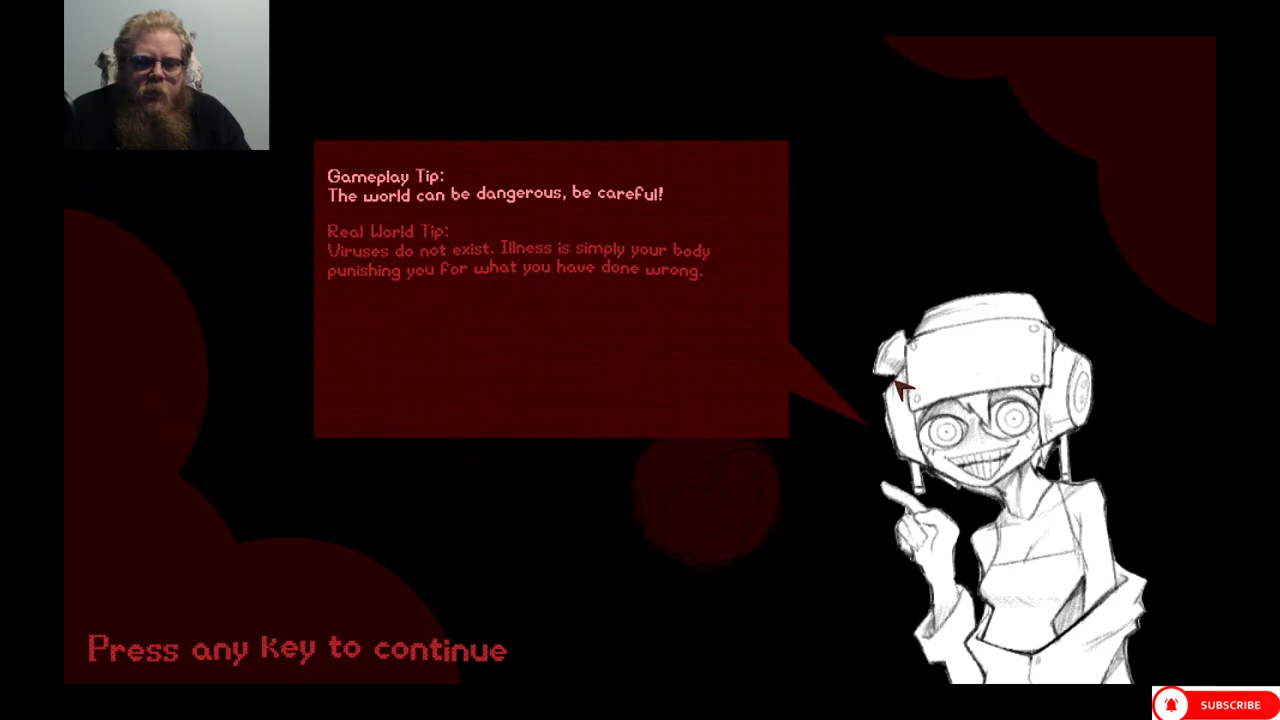 Gameplay Tip:
The world can be dangerous, be careful!
Real World Tip:
Viruses do not exist. Illness is simply your body
punishing you for what you have done wrong.
Press any key to continue
SUBSCRIBE